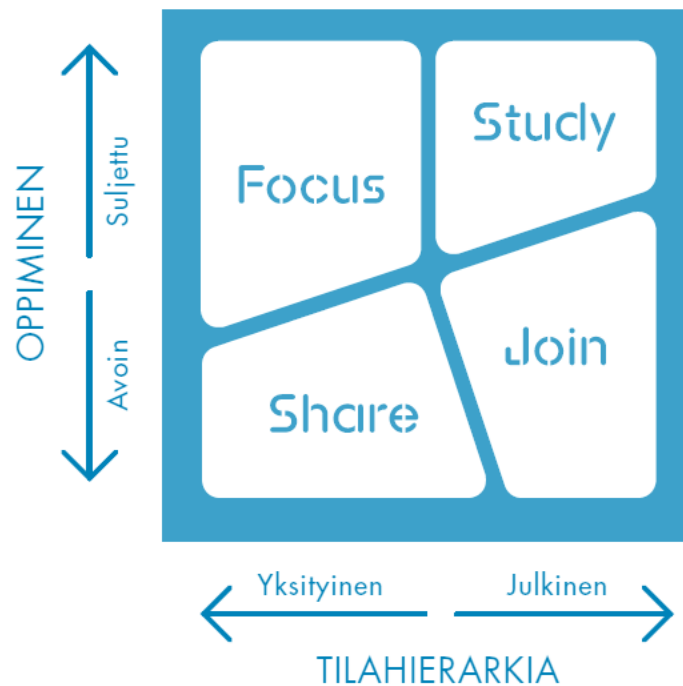 OPPIMINEN
Suljettu
Avoin
Focus
Study
Share
Join
Yksityinen
Julkinen
TILAHIERARKIA